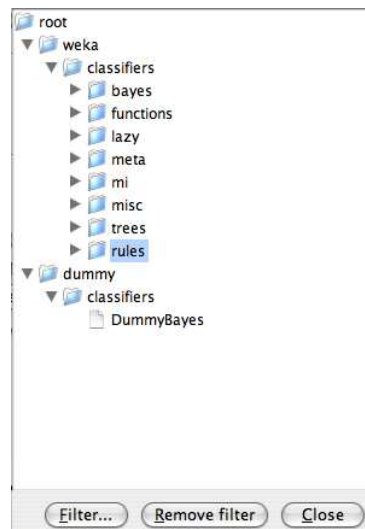 root
weka
classifiers
bayes
functions
lazy
meta
mi
misc
trees
rules
dummy
classifiers
DummyBayes
Filter... Remove filter Close